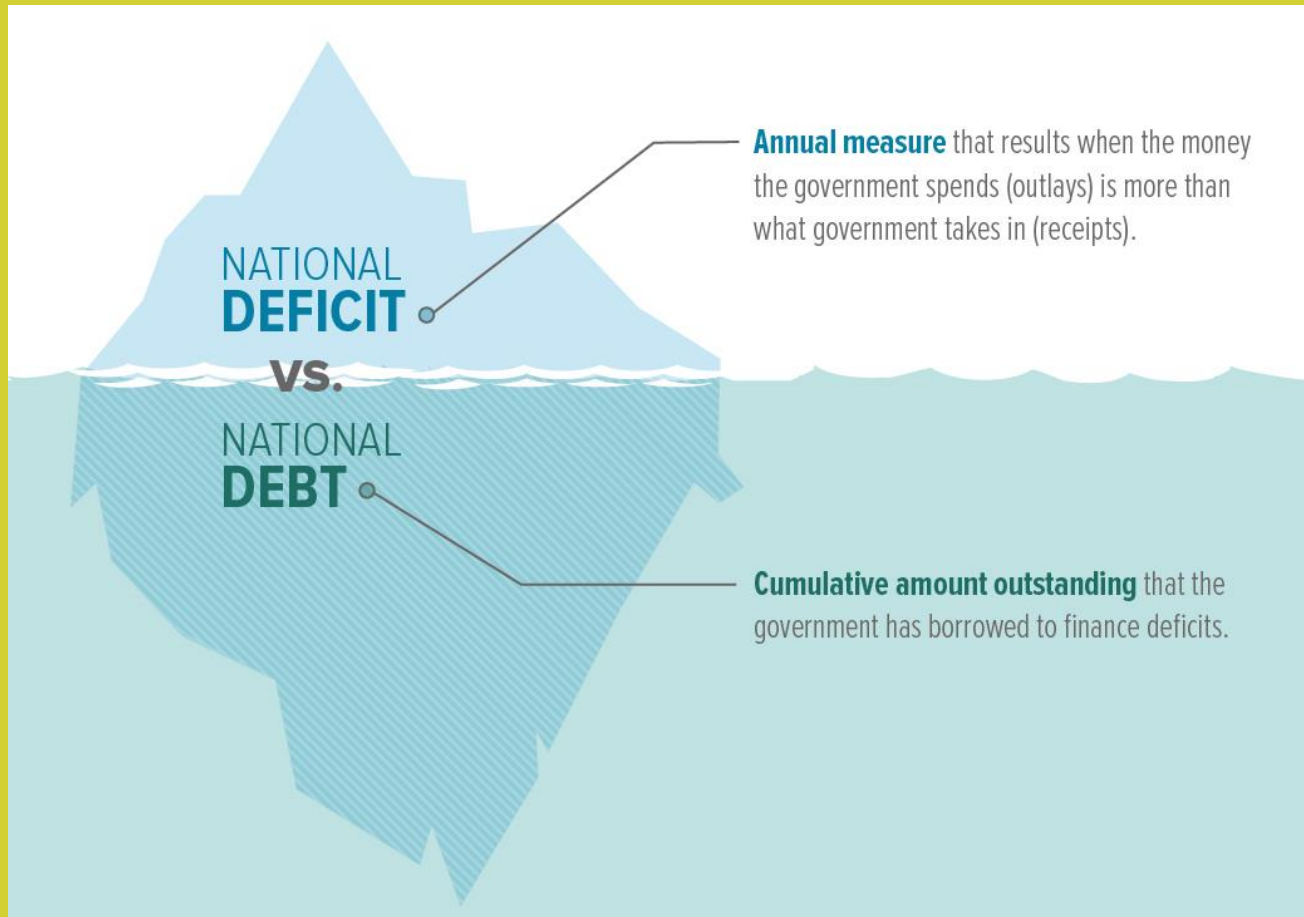 NATIONAL
DEFICIT
VS.
NATIONAL
DEBT
Annual measure that results when the money
the government spends (outlays) is more than
what government takes in (receipts).
Cumulative amount outstanding that the
government has borrowed to finance deficits.